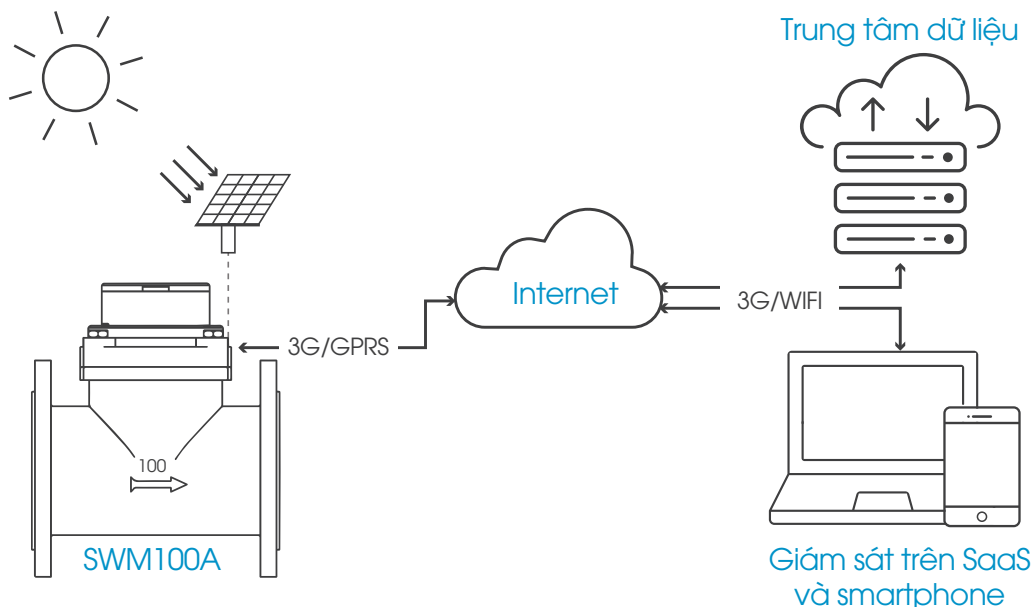 Trung tâm dữ liệu
Internet
3G/WIFI
3G/GPRS
100
SWM100A
Giám sát trên SaaS
và smartphone